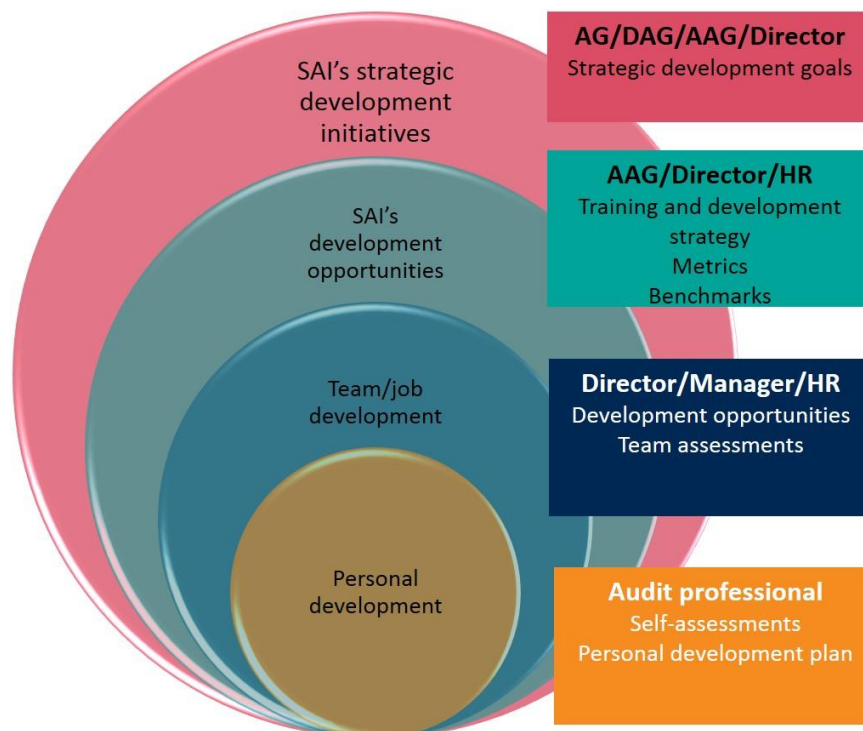 SAI's strategic
development
initiatives
AG/DAG/AAG/Director
Strategic development goals
SAI's
development
opportunities
AAG/Director/HR
Training and development
strategy
Metrics
Benchmarks
Team/job
development
Director/Manager/HR
Development opportunities
Team assessments
Personal
development
Audit professional
Self-assessments
Personal development plan